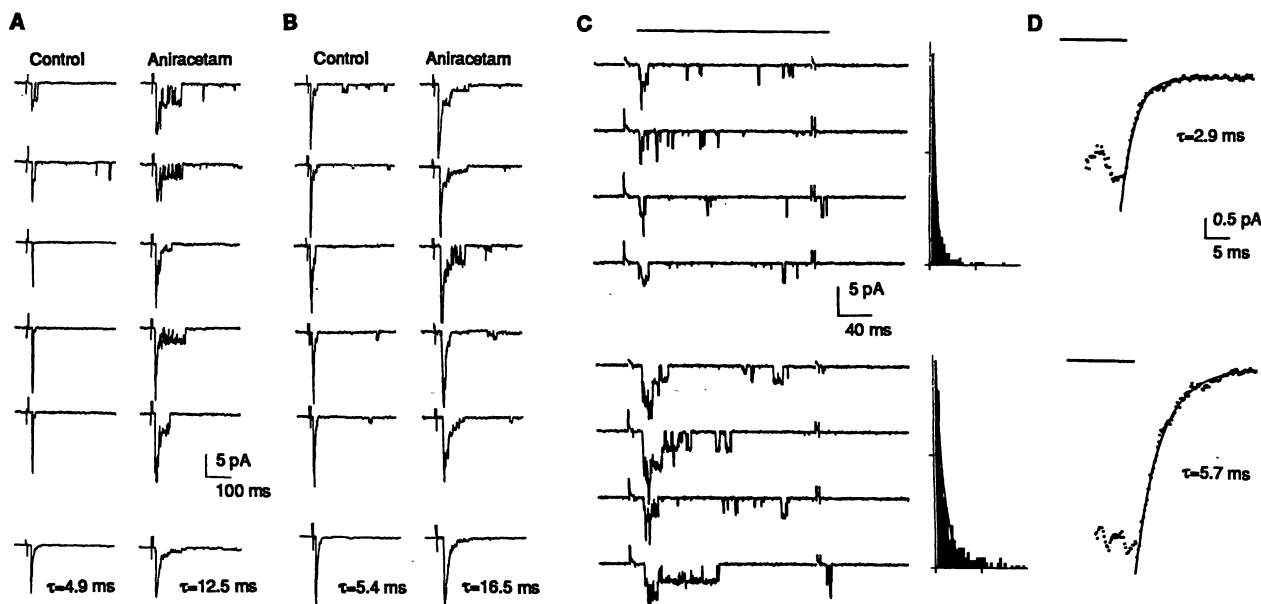 A
Control
Aniracetam
5 pA
100 ms
τ=4.9 ms
τ=12.5 ms
B
Control
Aniracetam
τ=5.4 ms
τ=16.5 ms
C
5 pA
40 ms
D
τ=2.9 ms
0.5 pA
5 ms
τ=5.7 ms